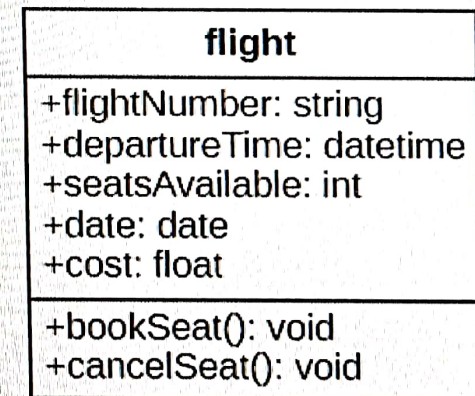 flight
+flightNumber: string
+departureTime: datetime
+seatsAvailable: int
+date: date
+cost: float
+bookSeat(): void
+cancelSeat(): void